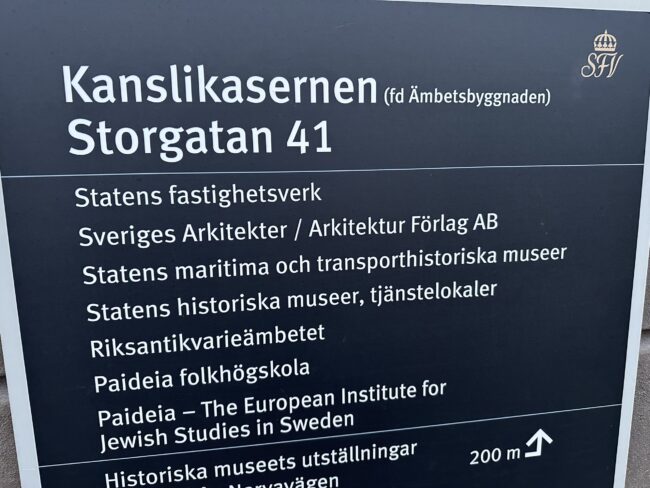 SFV
Kanslikasernen (fd Ämbetsbyggnaden)
Storgatan 41
Statens fastighetsverk
Sveriges Arkitekter / Arkitektur Förlag AB
Statens maritima och transporthistoriska museer
Statens historiska museer, tjänstelokaler
Riksantikvarieämbetet
Paideia folkhögskola
Paideia – The European Institute for
Jewish Studies in Sweden
Historiska museets utställningar
200 m
Narvavägen